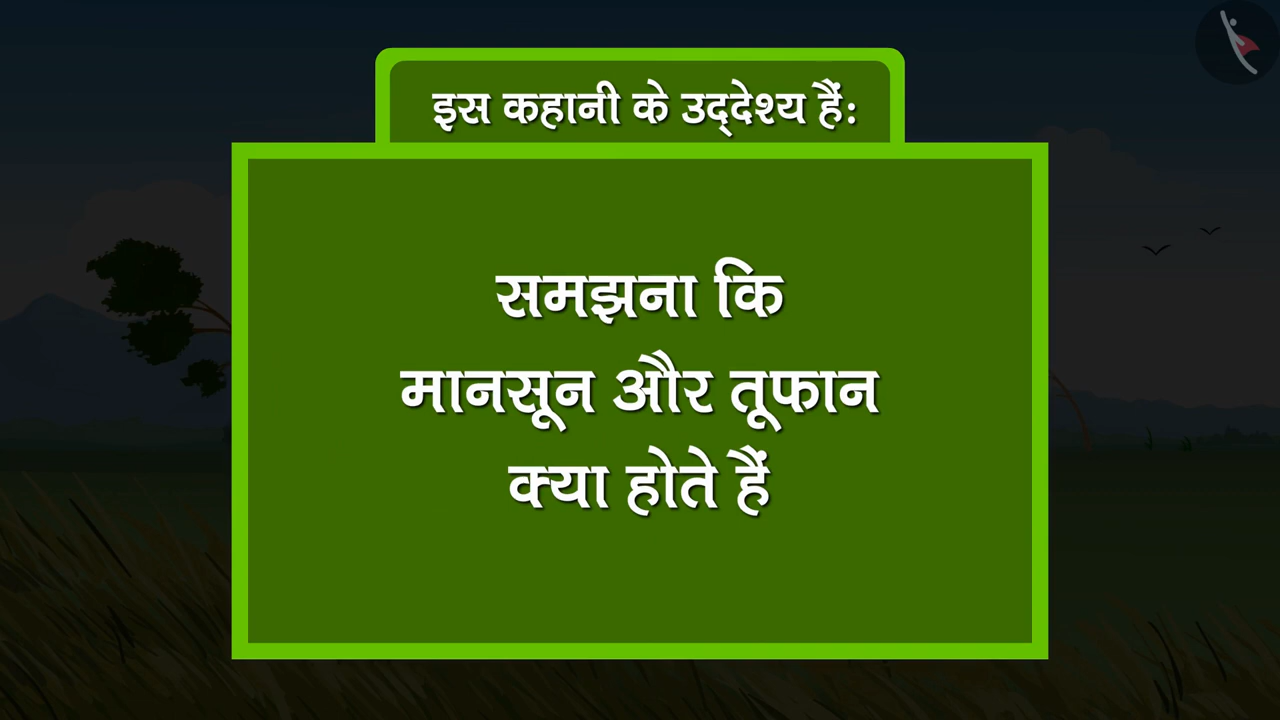 इस कहानी के उद्देश्य हैं:
समझना कि
मानसून और तूफान
क्या होते हैं